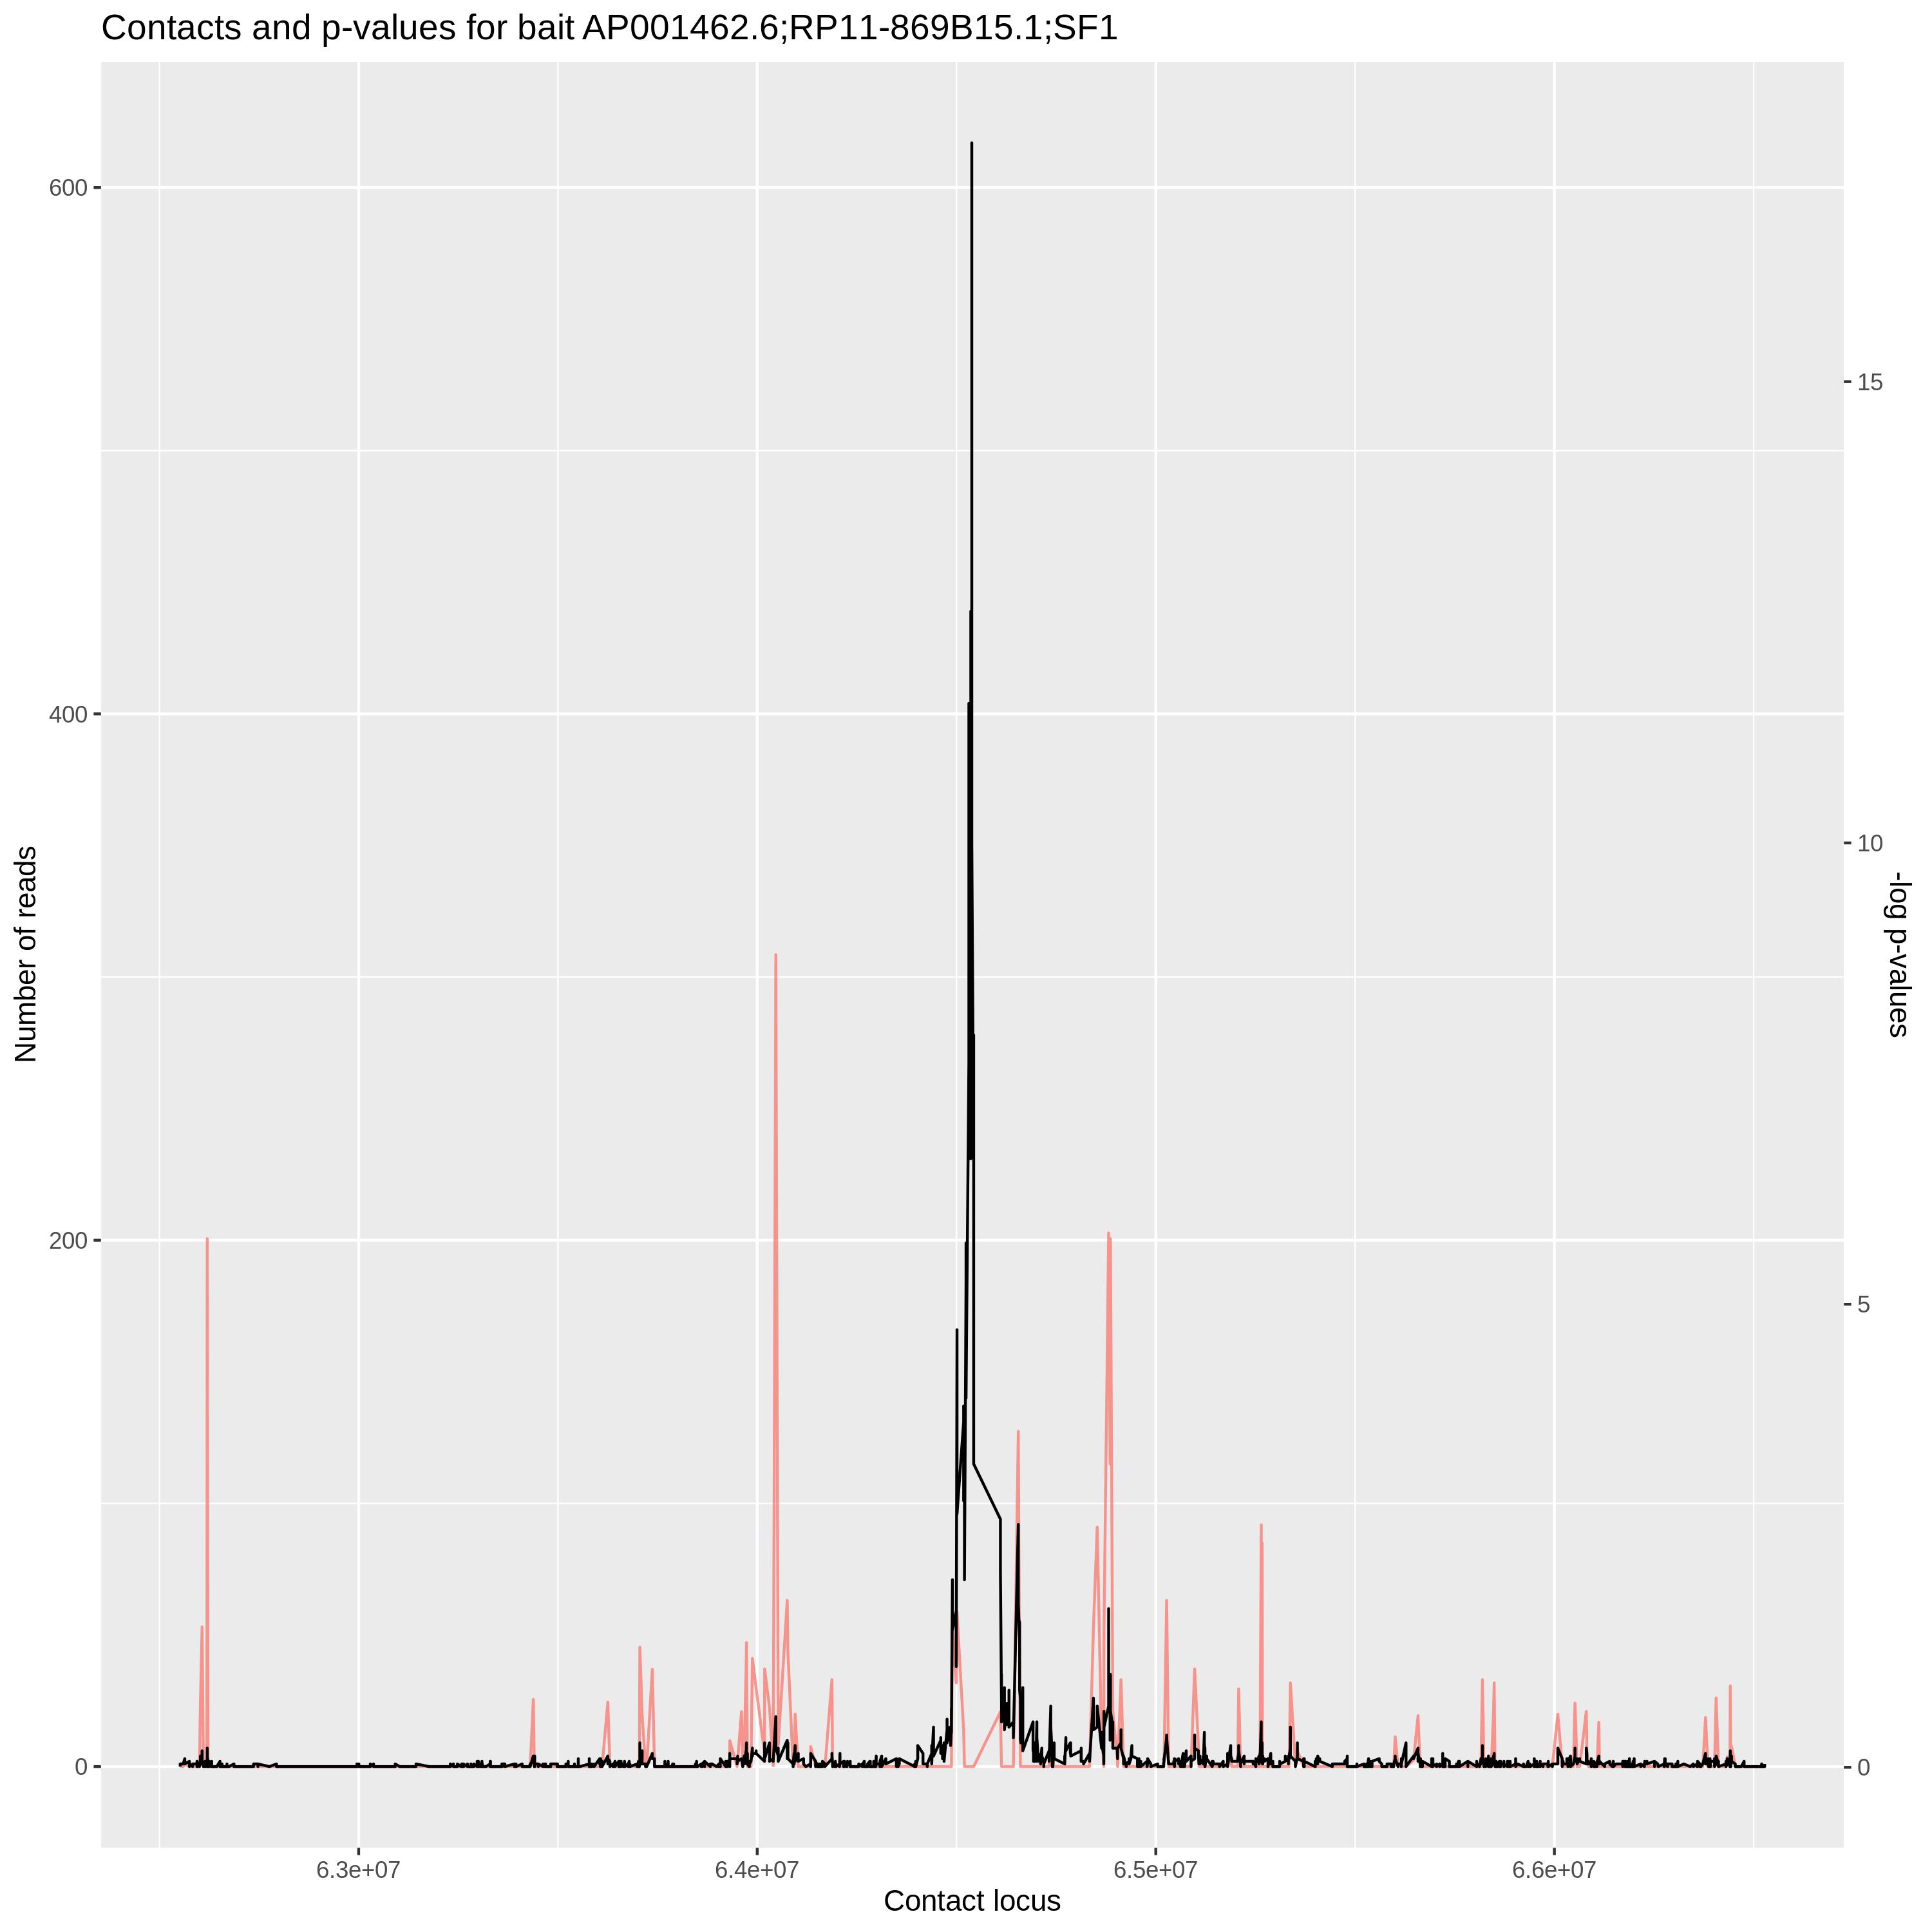 Contacts and p-values for bait AP001462.6;RP11-869B15.1;SF1
600
400
200
0
Number of reads
15
10
5
0
-log p-values
6.3e+07
6.4e+07
6.5e+07
6.6e+07
Contact locus